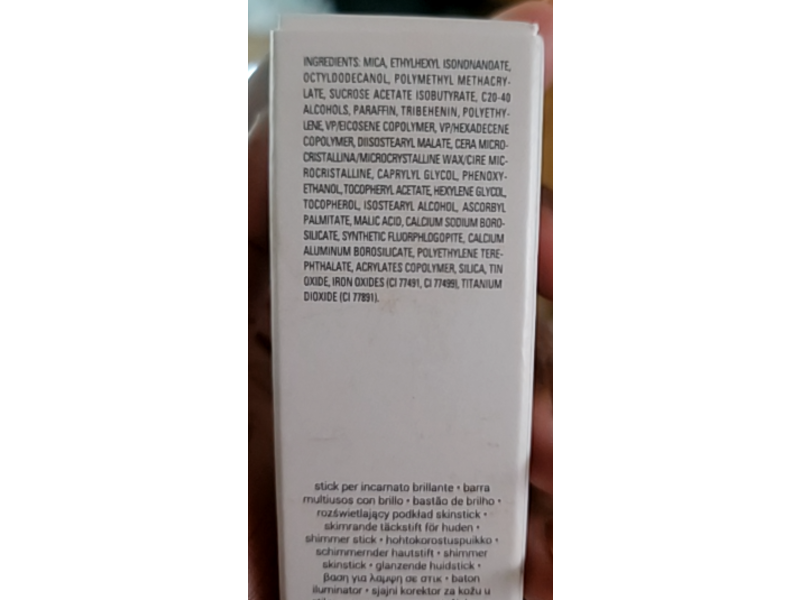 INGREDIENTS: MICA, ETHYLHEXYL ISONONANOATE,
OCTYLDODECANOL, POLYMETHYL METHACRY-
LATE, SUCROSE ACETATE ISOBUTYRATE, C20-40
ALCOHOLS, PARAFFIN, TRIBEHENIN, POLYETHY-
LENE, VP/EICOSENE COPOLYMER, VP/HEXADECENE
COPOLYMER, DIISOSTEARYL MALATE, CERA MICRO-
CRISTALLINA/MICROCRYSTALLINE WAX/CIRE MIC-
ROCRISTALLINE, CAPRYLYL GLYCOL, PHENOXY-
ETHANOL, TOCOPHERYL ACETATE, HEXYLENE GLYCOL,
TOCOPHEROL, ISOSTEARYL ALCOHOL, ASCORBYL
PALMITATE, MALIC ACID, CALCIUM SODIUM BORO-
SILICATE, SYNTHETIC FLUORPHLOGOPITE, CALCIUM
ALUMINUM BOROSILICATE, POLYETHYLENE TERE-
PHTHALATE, ACRYLATES COPOLYMER, SILICA, TIN
OXIDE, IRON OXIDES (CI 77491, CI 77499), TITANIUM
DIOXIDE (CI 77891).
stick per incarnato brillante • barra
multiusos con brillo • bastão de brilho •
rozświetlający podkład skinstick •
skimrande täckstift för huden •
shimmer stick • hohtokorostuspuikko •
schimmernder hautstift • shimmer
skinstick • glanzende huidstick •
βαση για λαμψη σε στικ • baton
iluminator • sjajni korektor za kožu u